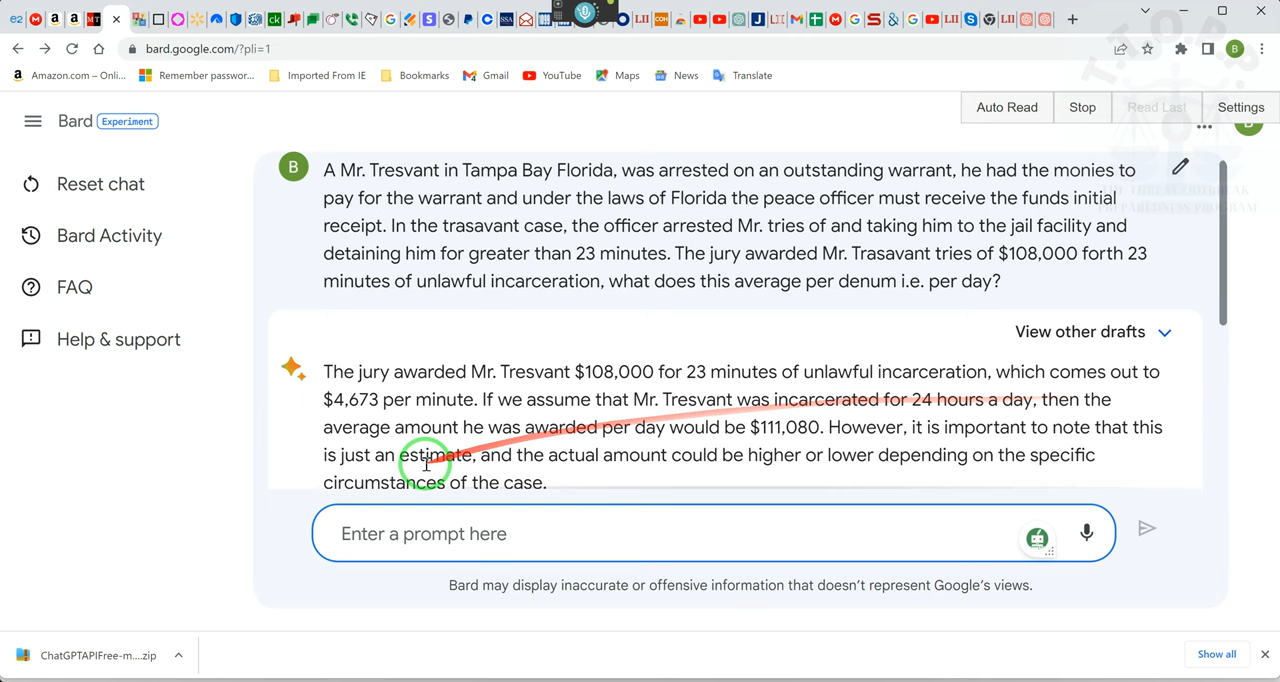 bard.google.com/?pli=1
B
Amazon.com – Onli...
Remember passwor...
Imported From IE
Bookmarks
Gmail
YouTube
Maps
News
Translate
Auto Read
Stop
Read Last
Settings
Bard
Experiment
B
Reset chat
Bard Activity
FAQ
Help & support
B
A Mr. Tresvant in Tampa Bay Florida, was arrested on an outstanding warrant, he had the monies to
pay for the warrant and under the laws of Florida the peace officer must receive the funds initial
receipt. In the trasavant case, the officer arrested Mr. tries of and taking him to the jail facility and
detaining him for greater than 23 minutes. The jury awarded Mr. Trasavant tries of $108,000 forth 23
minutes of unlawful incarceration, what does this average per denum i.e. per day?
T.T.O.P.P.
THE THREAT OUTBREAK
PREPAREDNESS PROGRAM
View other drafts
The jury awarded Mr. Tresvant $108,000 for 23 minutes of unlawful incarceration, which comes out to
$4,673 per minute. If we assume that Mr. Tresvant was incarcerated for 24 hours a day, then the
average amount he was awarded per day would be $111,080. However, it is important to note that this
is just an estimate, and the actual amount could be higher or lower depending on the specific
circumstances of the case.
Enter a prompt here
Bard may display inaccurate or offensive information that doesn't represent Google's views.
ChatGPTAPIFree-m....zip
Show all